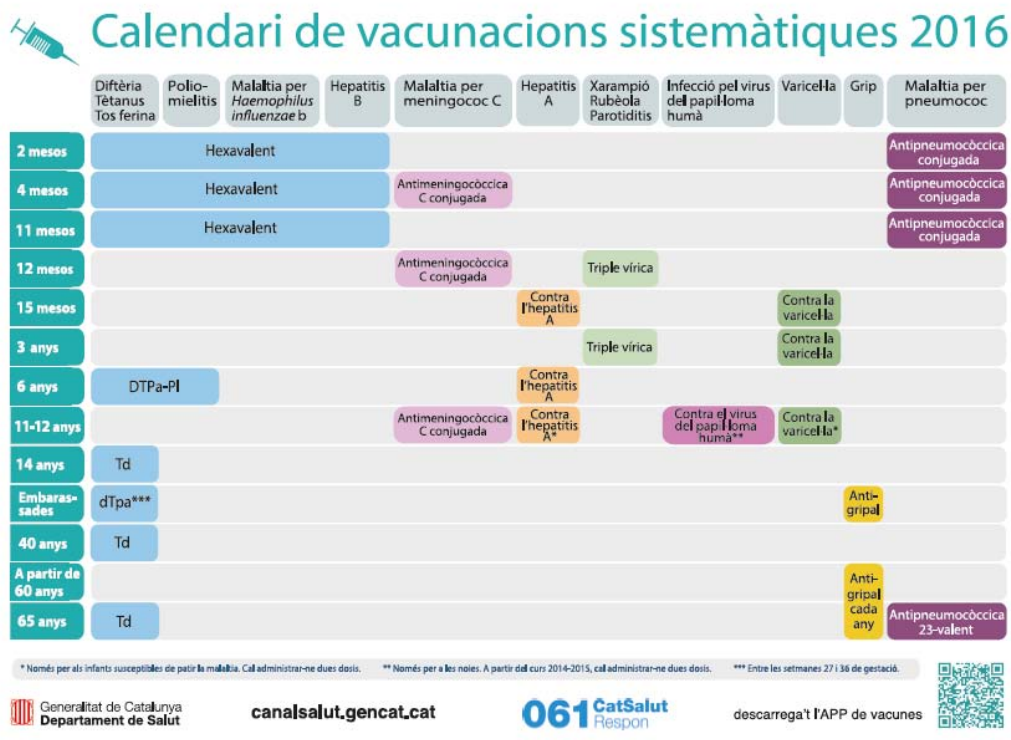 Calendari de vacunacions sistemàtiques 2016
Diftèria
Tètanus
Tos ferina
Polio-
mielitis
Malaltia per
Haemophilus
influenzae b
Hepatitis
B
Malaltia per
meningococ C
Hepatitis
A
Xarampió
Rubèola
Parotiditis
Infecció pel virus
del papil·loma
humà
Varicel·la
Grip
Malaltia per
pneumococ
2 mesos
Hexavalent
Antipneumocòccica
conjugada
4 mesos
Hexavalent
Antimeningocòccica
C conjugada
Antipneumocòccica
conjugada
11 mesos
Hexavalent
Antipneumocòccica
conjugada
12 mesos
Antimeningocòccica
C conjugada
Triple vírica
15 mesos
Contra
l'hepatitis
A
Contra la
varicel·la
3 anys
Triple vírica
Contra la
varicel·la
6 anys
DTPa-PI
Contra
l'hepatitis
A
11-12 anys
Antimeningocòccica
C conjugada
Contra
l'hepatitis
A*
Contra el virus
del papil·loma
humà**
Contra la
varicel·la*
14 anys
Td
Embaras-
sades
dTpa***
Anti-
gripal
40 anys
Td
A partir de
60 anys
Anti-
gripal
cada
any
65 anys
Td
Antipneumocòccica
23-valent
* Només per als infants susceptibles de patir la malaltia. Cal administrar-ne dues dosis.
** Només per a les noies. A partir del curs 2014-2015, cal administrar-ne dues dosis.
*** Entre les setmanes 27 i 36 de gestació.
Generalitat de Catalunya
Departament de Salut
canalsalut.gencat.cat
061 CatSalut
Respon
descarrega't l'APP de vacunes